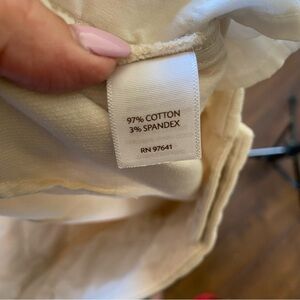 97% COTTON
3% SPANDEX
RN 97641